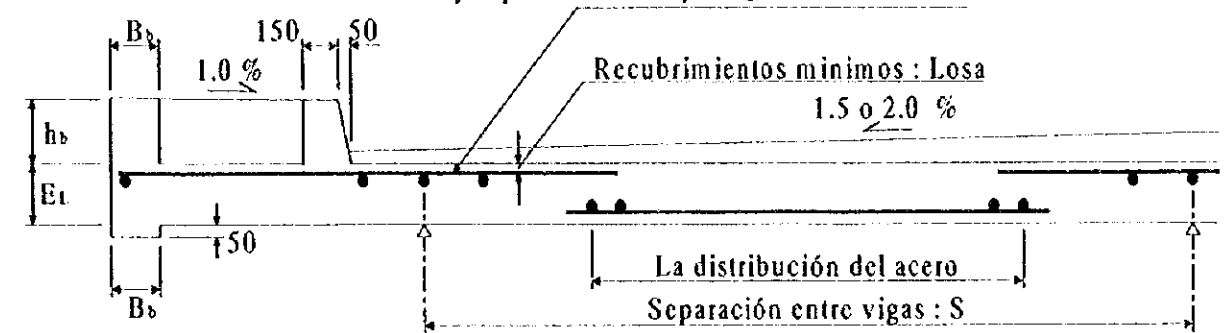 Bb
150
50
1.0 %
Recubrimientos minimos : Losa
1.5 o 2.0 %
hb
EL
50
La distribución del acero
Bb
Separación entre vigas : S